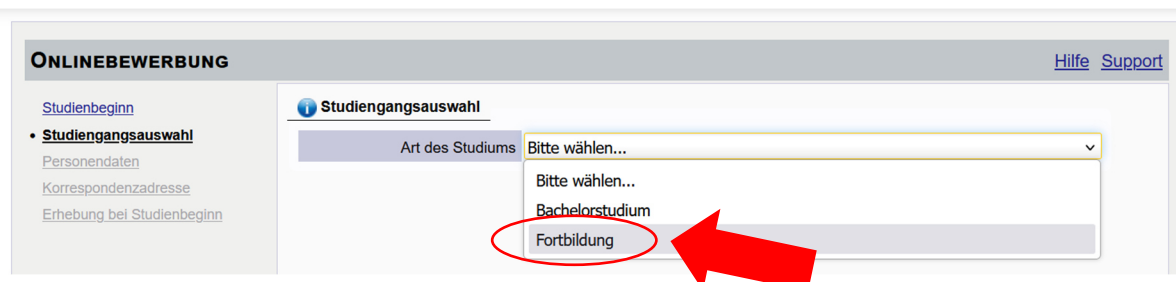 ONLINEBEWERBUNG
Hilfe Support
Studienbeginn
• Studiengangsauswahl
Personendaten
Korrespondenzadresse
Erhebung bei Studienbeginn
Studiengangsauswahl
Art des Studiums Bitte wählen...
Bitte wählen...
Bachelorstudium
Fortbildung